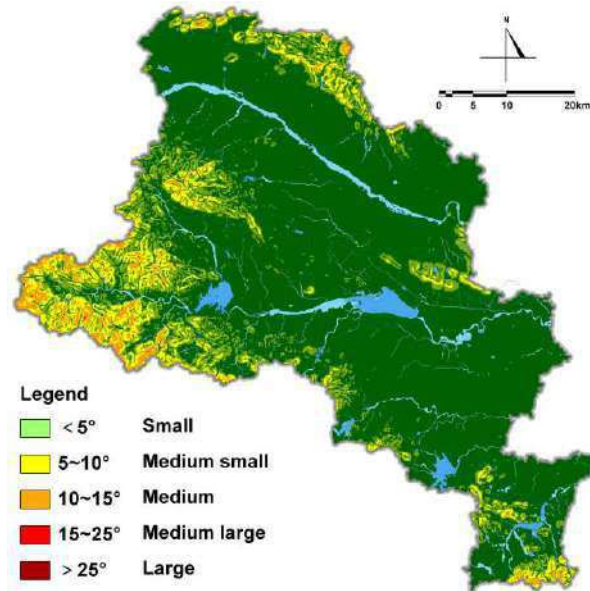 N
0 2 5 10 20km
Legend
< 5° Small
5~10° Medium small
10~15° Medium
15~25° Medium large
> 25° Large